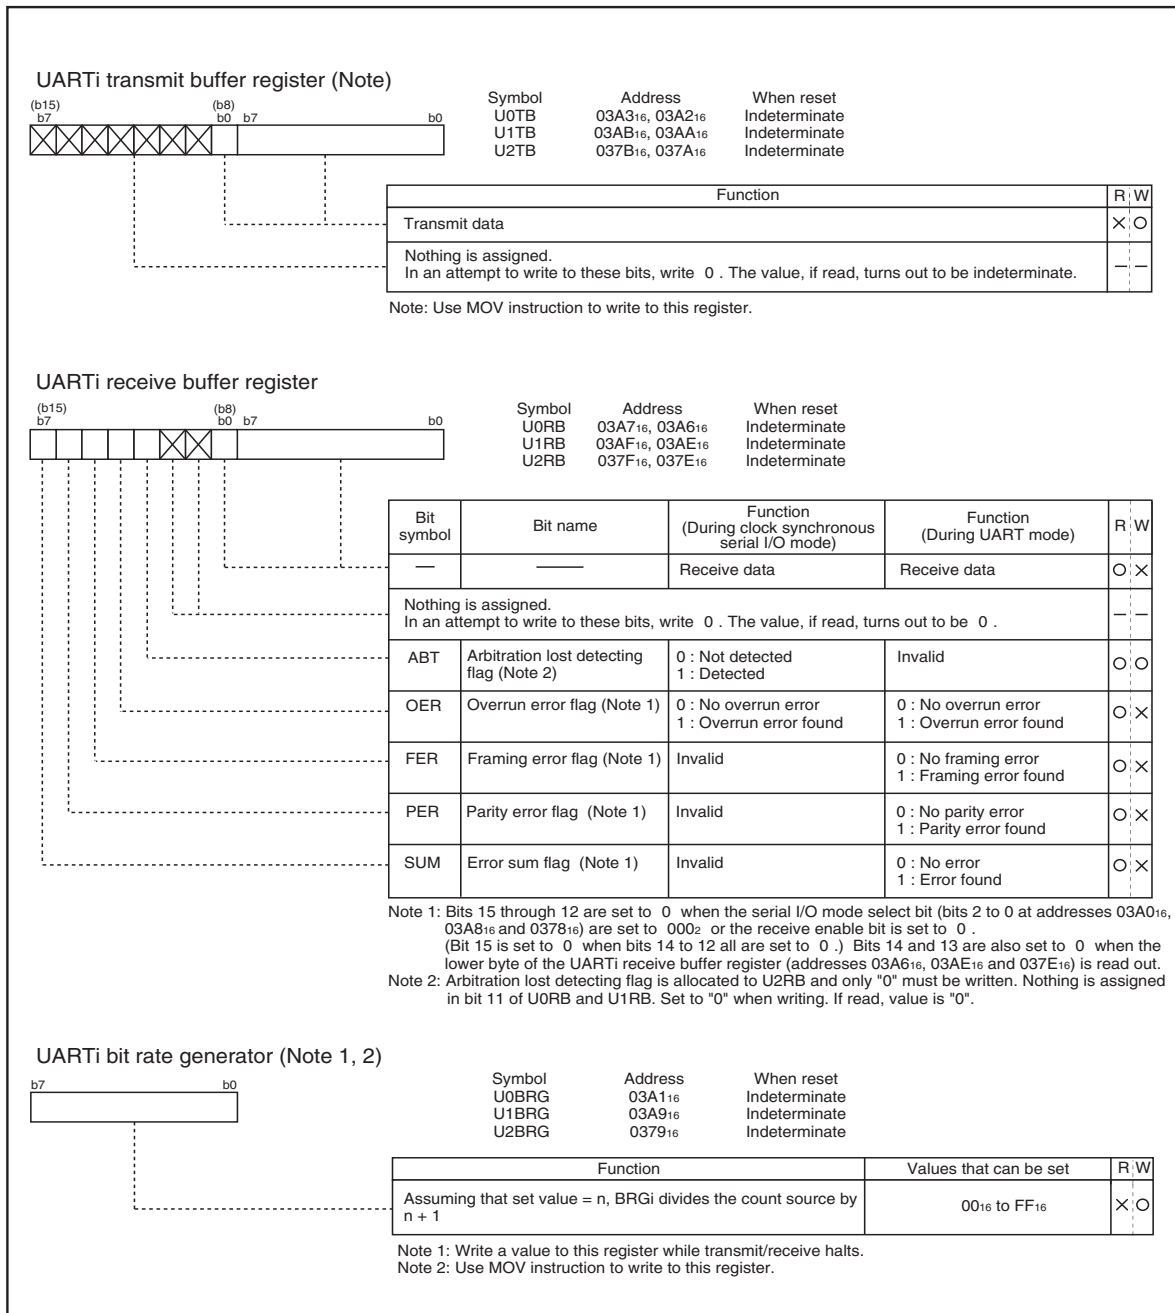 UARTi transmit buffer register (Note)
(b15) (b8)
b7 b0 b7 b0
Symbol Address When reset
U0TB 03A3₁₆, 03A2₁₆ Indeterminate
U1TB 03AB₁₆, 03AA₁₆ Indeterminate
U2TB 037B₁₆, 037A₁₆ Indeterminate
Function R W
Transmit data
Nothing is assigned.
In an attempt to write to these bits, write 0 . The value, if read, turns out to be indeterminate.
Note: Use MOV instruction to write to this register.
UARTi receive buffer register
(b15) (b8)
b7 b0 b7 b0
Symbol Address When reset
U0RB 03A7₁₆, 03A6₁₆ Indeterminate
U1RB 03AF₁₆, 03AE₁₆ Indeterminate
U2RB 037F₁₆, 037E₁₆ Indeterminate
Bit symbol Bit name Function (During clock synchronous serial I/O mode) Function (During UART mode) R W
Receive data Receive data
Nothing is assigned.
In an attempt to write to these bits, write 0 . The value, if read, turns out to be 0 .
ABT Arbitration lost detecting 0 : Not detected Invalid
flag (Note 2) 1 : Detected
OER Overrun error flag (Note 1) 0 : No overrun error 0 : No overrun error
1 : Overrun error found 1 : Overrun error found
FER Framing error flag (Note 1) Invalid 0 : No framing error
1 : Framing error found
PER Parity error flag (Note 1) Invalid 0 : No parity error
1 : Parity error found
SUM Error sum flag (Note 1) Invalid 0 : No error
1 : Error found
Note 1: Bits 15 through 12 are set to 0 when the serial I/O mode select bit (bits 2 to 0 at addresses 03A0₁₆,
03A8₁₆ and 0378₁₆) are set to 000₂ or the receive enable bit is set to 0 .
(Bit 15 is set to 0 when bits 14 to 12 all are set to 0 .) Bits 14 and 13 are also set to 0 when the
lower byte of the UARTi receive buffer register (addresses 03A6₁₆, 03AE₁₆ and 037E₁₆) is read out.
Note 2: Arbitration lost detecting flag is allocated to U2RB and only "0" must be written. Nothing is assigned
in bit 11 of U0RB and U1RB. Set to "0" when writing. If read, value is "0".
UARTi bit rate generator (Note 1, 2)
b7 b0
Symbol Address When reset
U0BRG 03A1₁₆ Indeterminate
U1BRG 03A9₁₆ Indeterminate
U2BRG 0379₁₆ Indeterminate
Function Values that can be set R W
Assuming that set value = n, BRGi divides the count source by
n + 1 00₁₆ to FF₁₆
Note 1: Write a value to this register while transmit/receive halts.
Note 2: Use MOV instruction to write to this register.